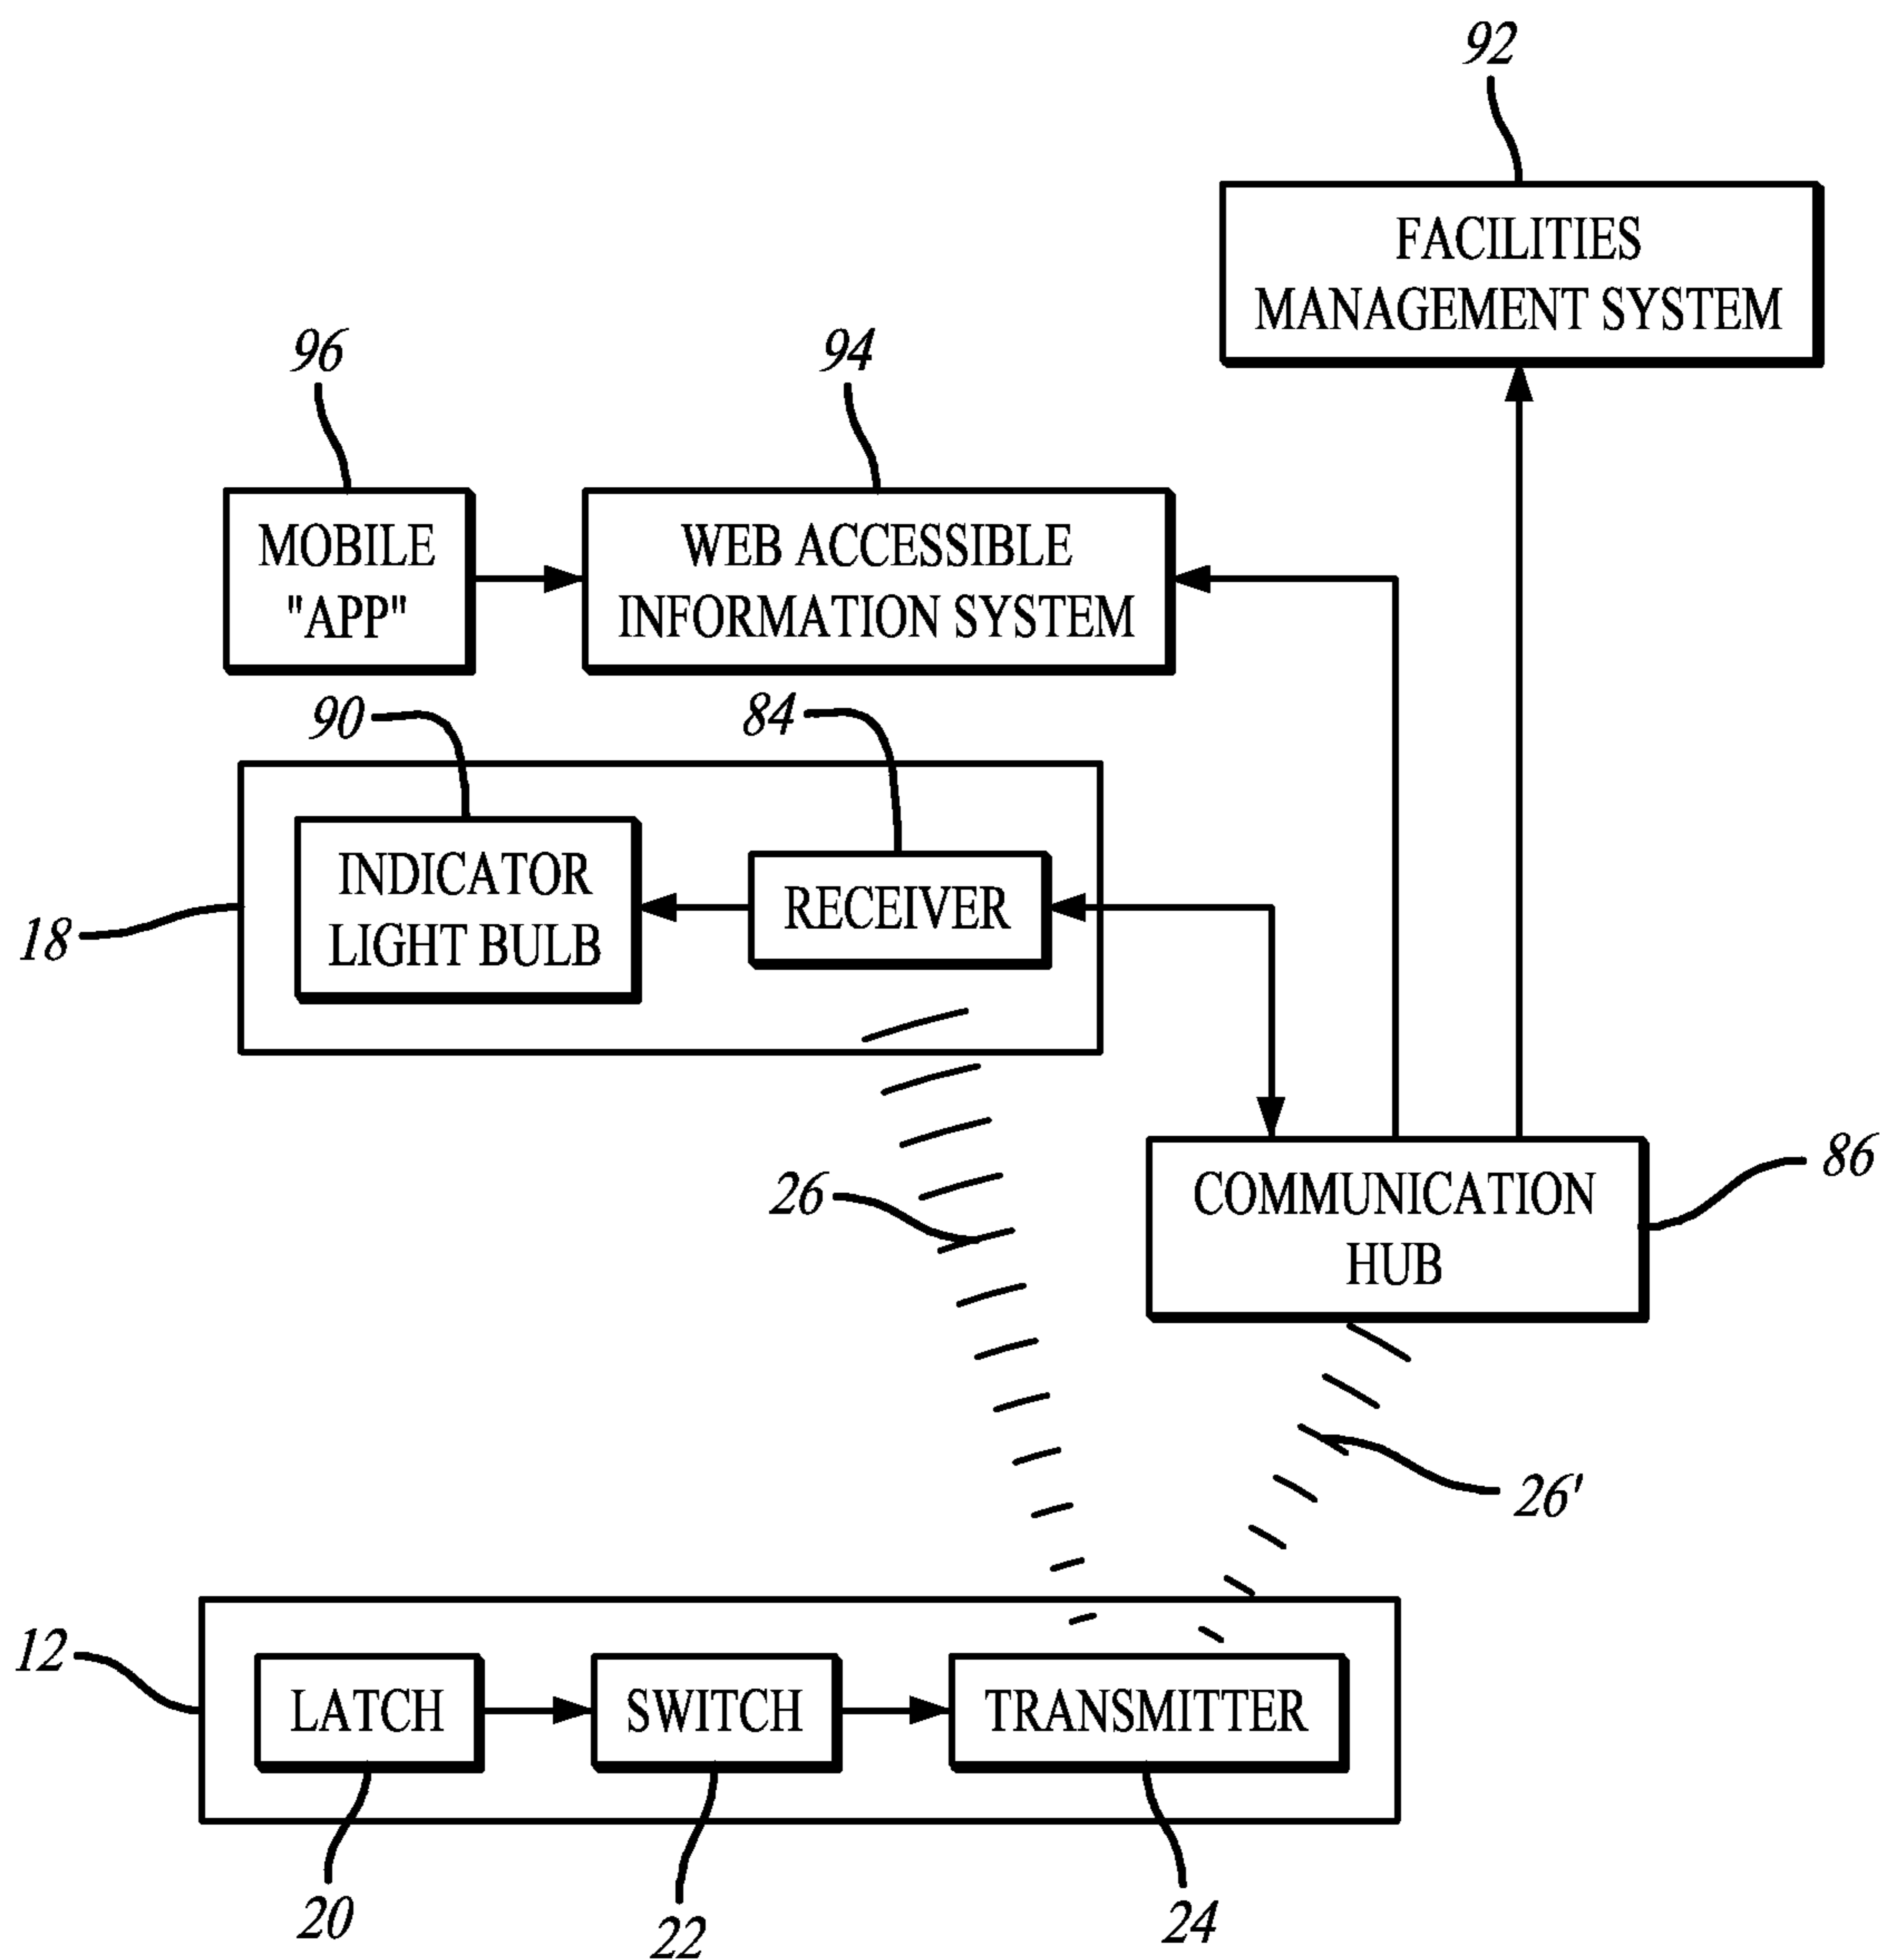 92
FACILITIES
MANAGEMENT SYSTEM
96
94
MOBILE
"APP"
WEB ACCESSIBLE
INFORMATION SYSTEM
90
84
INDICATOR
LIGHT BULB
RECEIVER
18
86
COMMUNICATION
HUB
26
26'
12
LATCH
SWITCH
TRANSMITTER
20
22
24